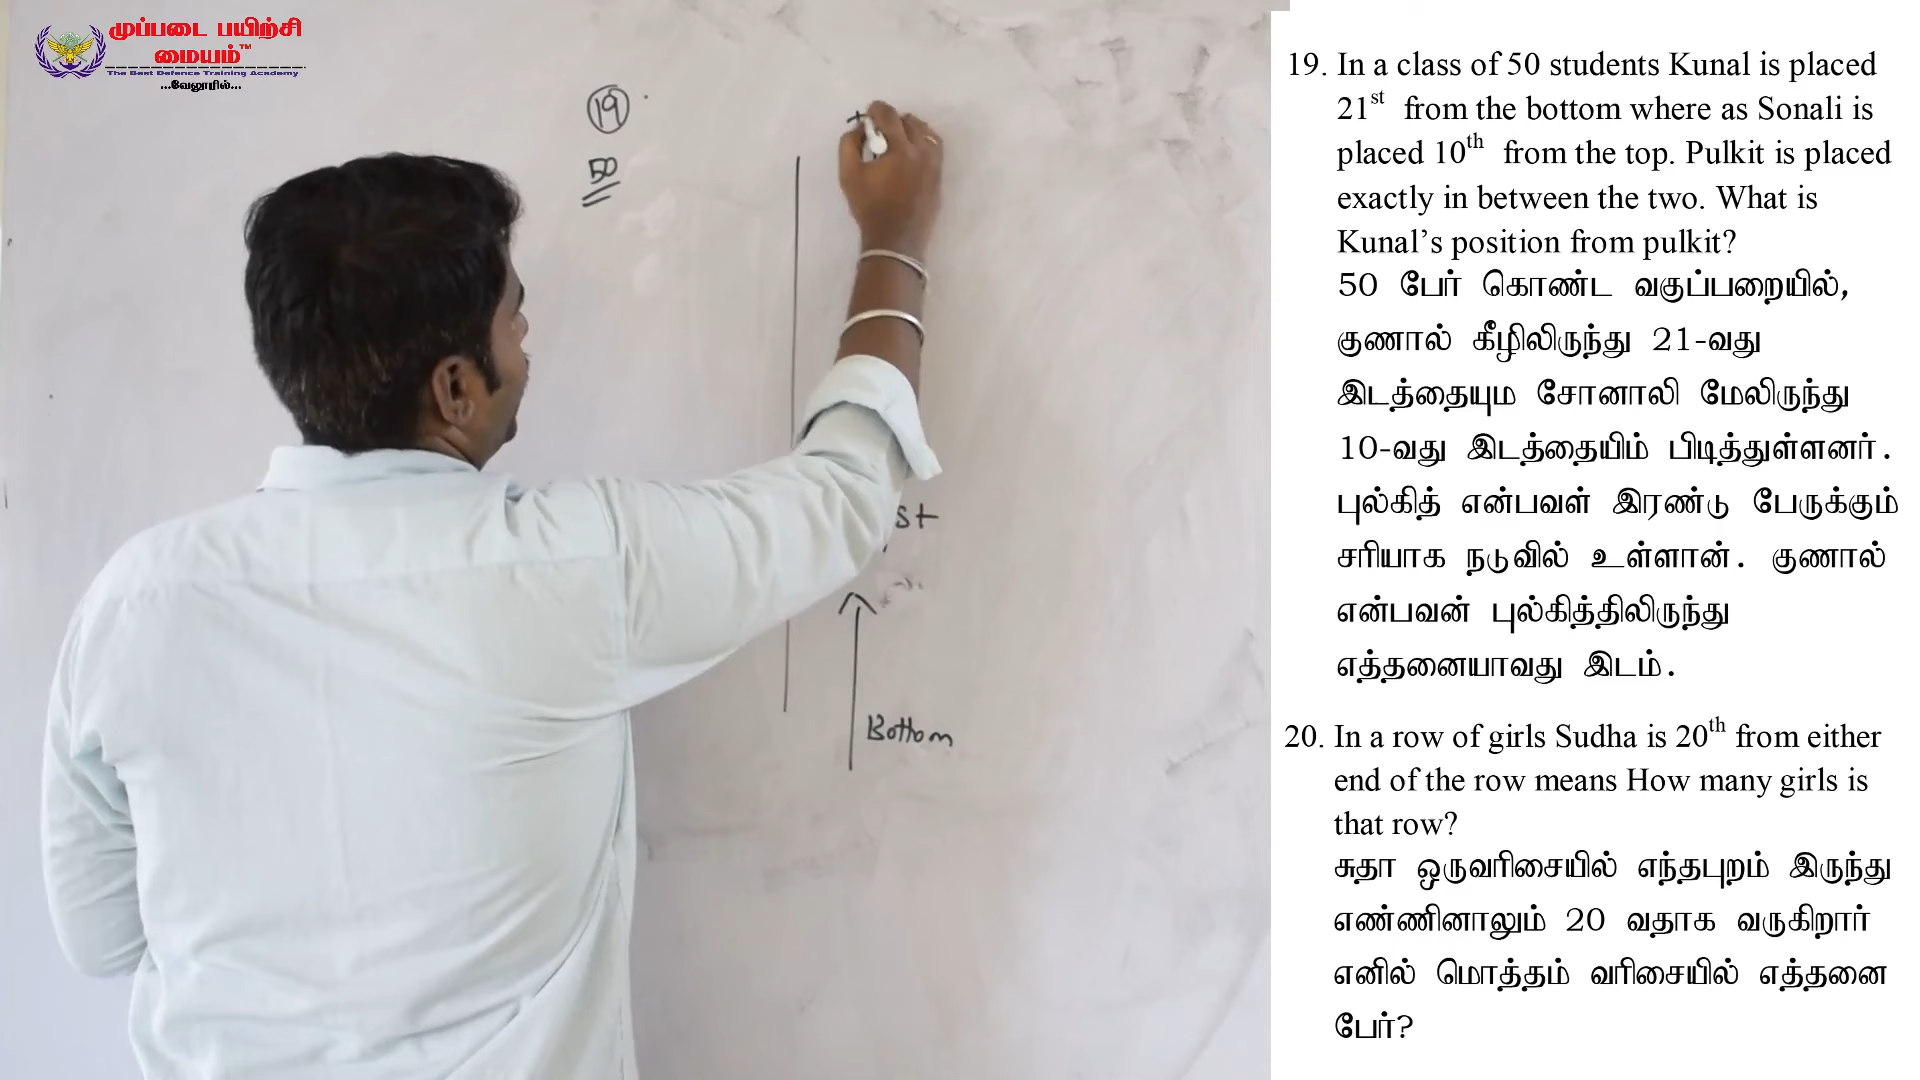 முப்படை பயிற்சி
மையம்™
The Best Defence Training Academy
...வேலூரில்...
19
50
st
Bottom
19. In a class of 50 students Kunal is placed
21st from the bottom where as Sonali is
placed 10th from the top. Pulkit is placed
exactly in between the two. What is
Kunal’s position from pulkit?
50 பேர் கொண்ட வகுப்பறையில்,
குணால் கீழிலிருந்து 21-வது
இடத்தையும சோனாலி மேலிருந்து
10-வது இடத்தையிம் பிடித்துள்ளனர்.
புல்கித் என்பவள் இரண்டு பேருக்கும்
சரியாக நடுவில் உள்ளான். குணால்
என்பவன் புல்கித்திலிருந்து
எத்தனையாவது இடம்.
20. In a row of girls Sudha is 20th from either
end of the row means How many girls is
that row?
சுதா ஒருவரிசையில் எந்தபுறம் இருந்து
எண்ணினாலும் 20 வதாக வருகிறார்
எனில் மொத்தம் வரிசையில் எத்தனை
பேர்?